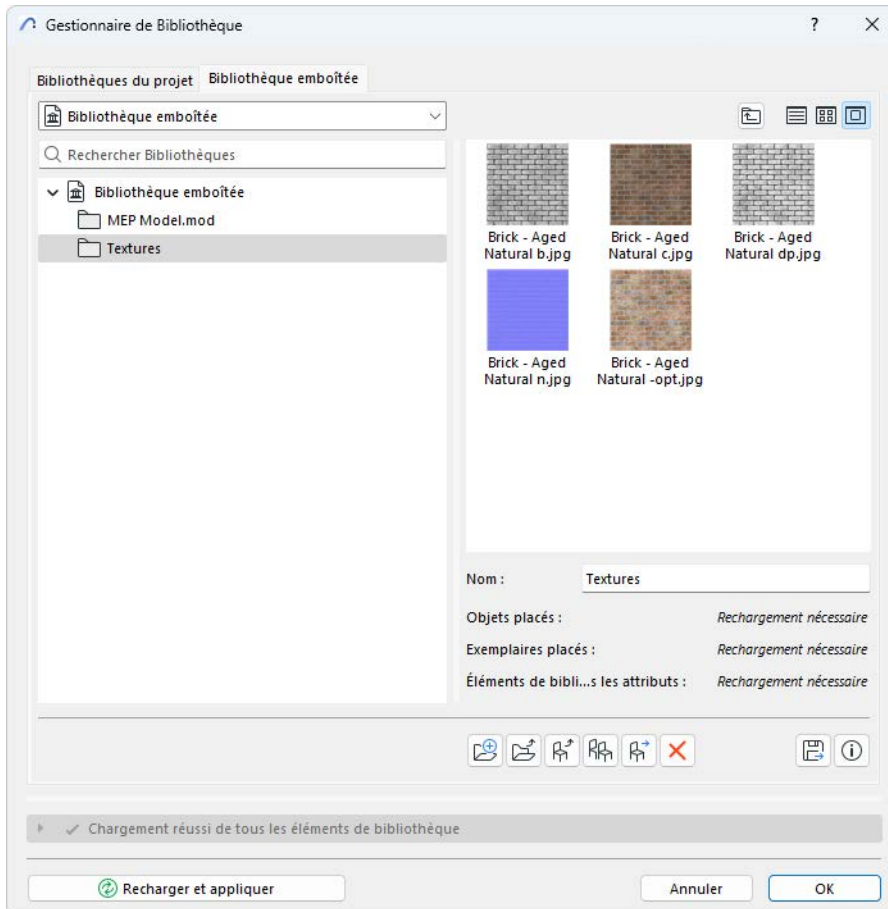 Gestionnaire de Bibliothèque
?
Bibliothèques du projet
Bibliothèque emboîtée
Bibliothèque emboîtée
Rechercher Bibliothèques
Bibliothèque emboîtée
MEP Model.mod
Textures
Brick - Aged
Natural b.jpg
Brick - Aged
Natural c.jpg
Brick - Aged
Natural dp.jpg
Brick - Aged
Natural n.jpg
Brick - Aged
Natural -opt.jpg
Nom : Textures
Objets placés : Rechargement nécessaire
Exemplaires placés : Rechargement nécessaire
Éléments de bibli...s les attributs : Rechargement nécessaire
Chargement réussi de tous les éléments de bibliothèque
Recharger et appliquer
Annuler
OK